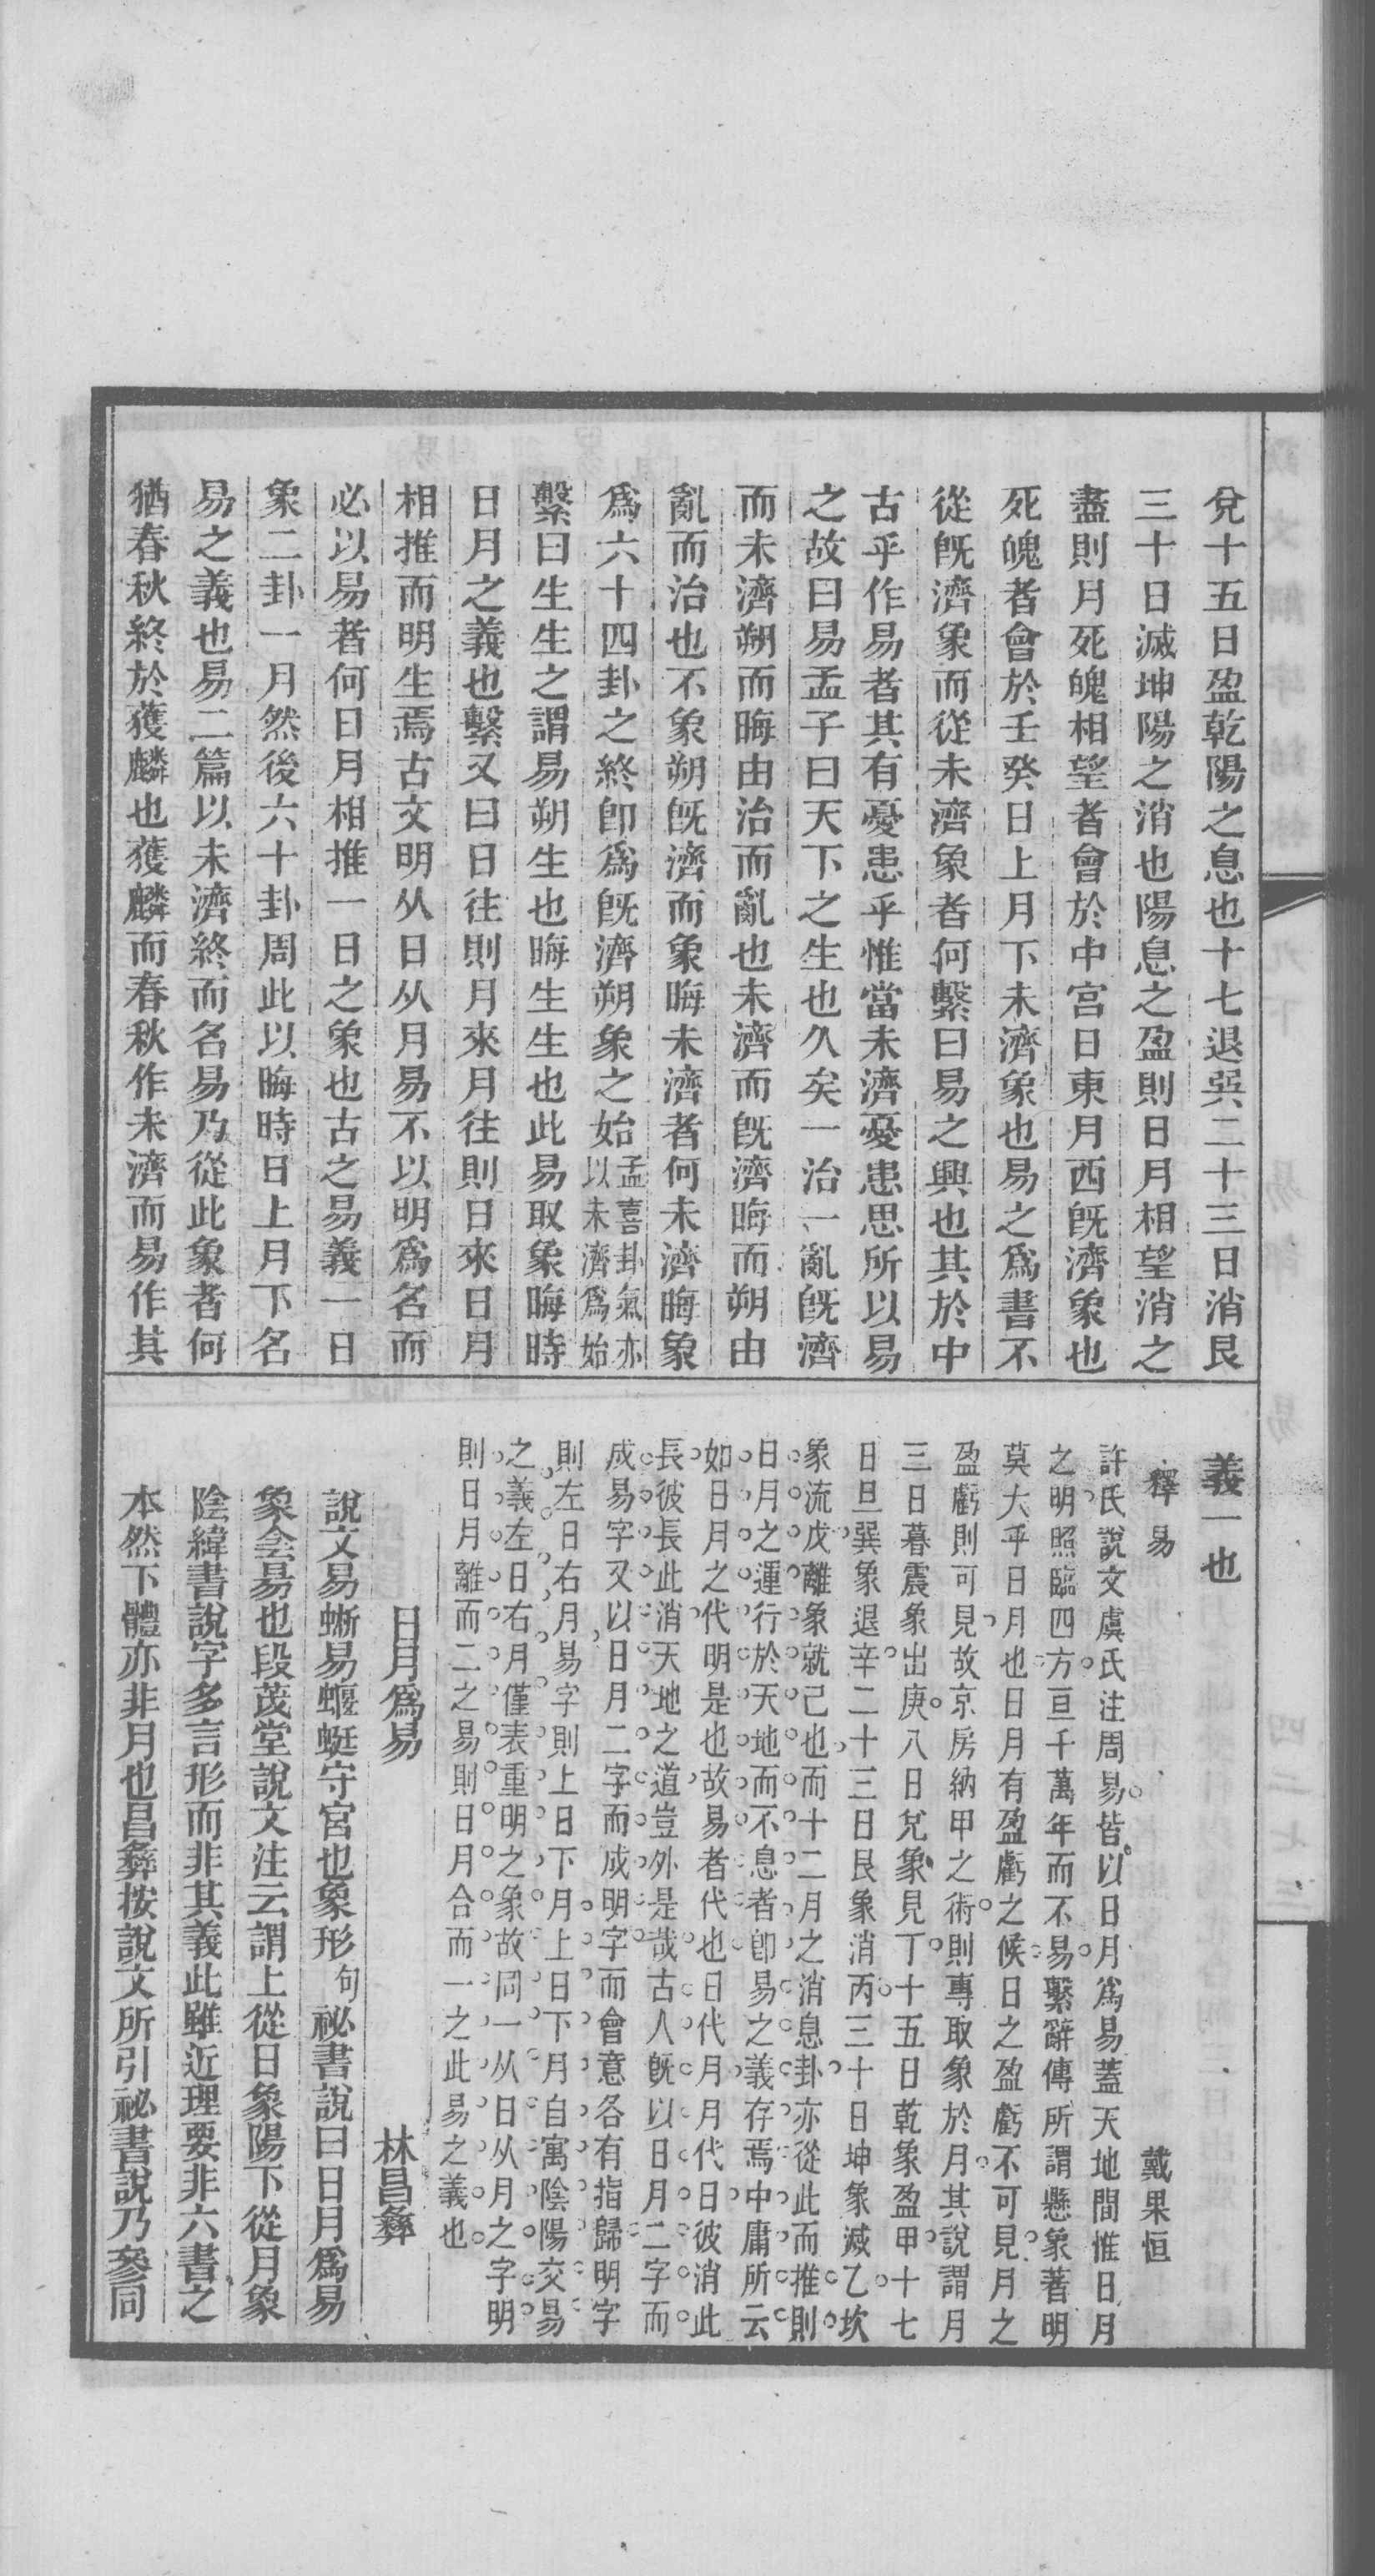 兌十五日盈乾陽之息也十七退巽二十三日消艮
三十日滅坤陽之消也陽息之盈則日月相望消之
盡則月死魄相望者會於中宮日東月西旣濟象也
死魄者會於壬癸日上月下未濟象也易之爲書不
從旣濟象而從未濟象者何繫曰易之興也其於中
古乎作易者其有憂患乎惟當未濟憂患思所以易
之故曰易孟子曰天下之生也久矣一治一亂旣濟
而未濟朔而晦由治而亂也未濟而旣濟晦而朔由
亂而治也不象朔旣濟而象晦未濟者何未濟晦象
爲六十四卦之終卽爲旣濟朔象之始孟喜卦氣亦以未濟爲始
繫曰生生之謂易朔生也晦生生也此易取象晦時
日月之義也繫又曰日往則月來月往則日來日月
相推而明生焉古文明从日从月易不以明爲名而
必以易者何日月相推一日之象也古之易義一日
象二卦一月然後六十卦周此以晦時日上月下名
易之義也易二篇以未濟終而名易乃從此象者何
猶春秋終於獲麟也獲麟而春秋作未濟而易作其
義一也
釋易 戴果恒
許氏說文虞氏注周易皆以日月爲易蓋天地間惟日月
之明照臨四方亘千萬年而不易繫辭傳所謂懸象著明
莫大乎日月也日月有盈虧之候日之盈虧不可見月之
盈虧則可見故京房納甲之術則專取象於月其說謂月
三日暮震象出庚八日兌象見丁十五日乾象盈甲十七
日旦巽象退辛二十三日艮象消丙三十日坤象滅乙坎
象流戊離象就己也而十二月之消息卦亦從此而推則
日月之運行於天地而不息者卽易之義存焉中庸所云
如日月之代明是也故易者代也日代月月代日彼消此
長彼長此消天地之道豈外是哉古人旣以日月二字而
成易字又以日月二字而成明字而會意各有指歸明字
則左日右月易字則上日下月上日下月自寓陰陽交易
之義左日右月僅表重明之象故同一从日从月之字明
則日月離而二之易則日月合而一之此易之義也
日月爲易 林昌彝
說文易蜥易蝘蜓守宮也象形句祕書說曰日月爲易
象侌昜也段茂堂說文注云謂上從日象陽下從月象
陰緯書說字多言形而非其義此雖近理要非六書之
本然下體亦非月也昌彝按說文所引祕書說乃參同